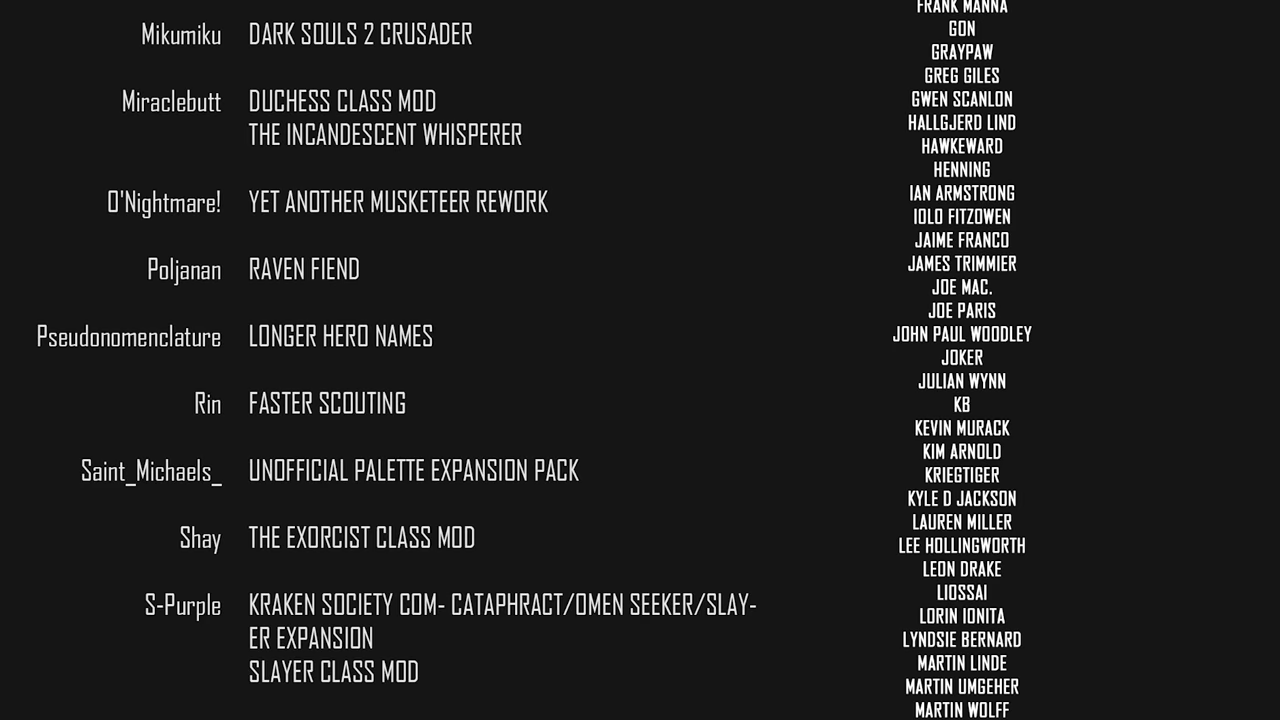 Mikumiku DARK SOULS 2 CRUSADER
Miraclebutt DUCHESS CLASS MOD
THE INCANDESCENT WHISPERER
O'Nightmare! YET ANOTHER MUSKETEER REWORK
Poljanan RAVEN FIEND
Pseudonomenclature LONGER HERO NAMES
Rin FASTER SCOUTING
Saint_Michaels_ UNOFFICIAL PALETTE EXPANSION PACK
Shay THE EXORCIST CLASS MOD
S-Purple KRAKEN SOCIETY COM- CATAPHRACT/OMEN SEEKER/SLAY-
ER EXPANSION
SLAYER CLASS MOD
FRANK MANNA
GON
GRAYPAW
GREG GILES
GWEN SCANLON
HALLGJERD LIND
HAWKEWARD
HENNING
IAN ARMSTRONG
IOLO FITZOWEN
JAIME FRANCO
JAMES TRIMMIER
JOE MAC.
JOE PARIS
JOHN PAUL WOODLEY
JOKER
JULIAN WYNN
KB
KEVIN MURACK
KIM ARNOLD
KRIEGTIGER
KYLE D JACKSON
LAUREN MILLER
LEE HOLLINGWORTH
LEON DRAKE
LIOSSAI
LORIN IONITA
LYNDSIE BERNARD
MARTIN LINDE
MARTIN UMGEHER
MARTIN WOLFF